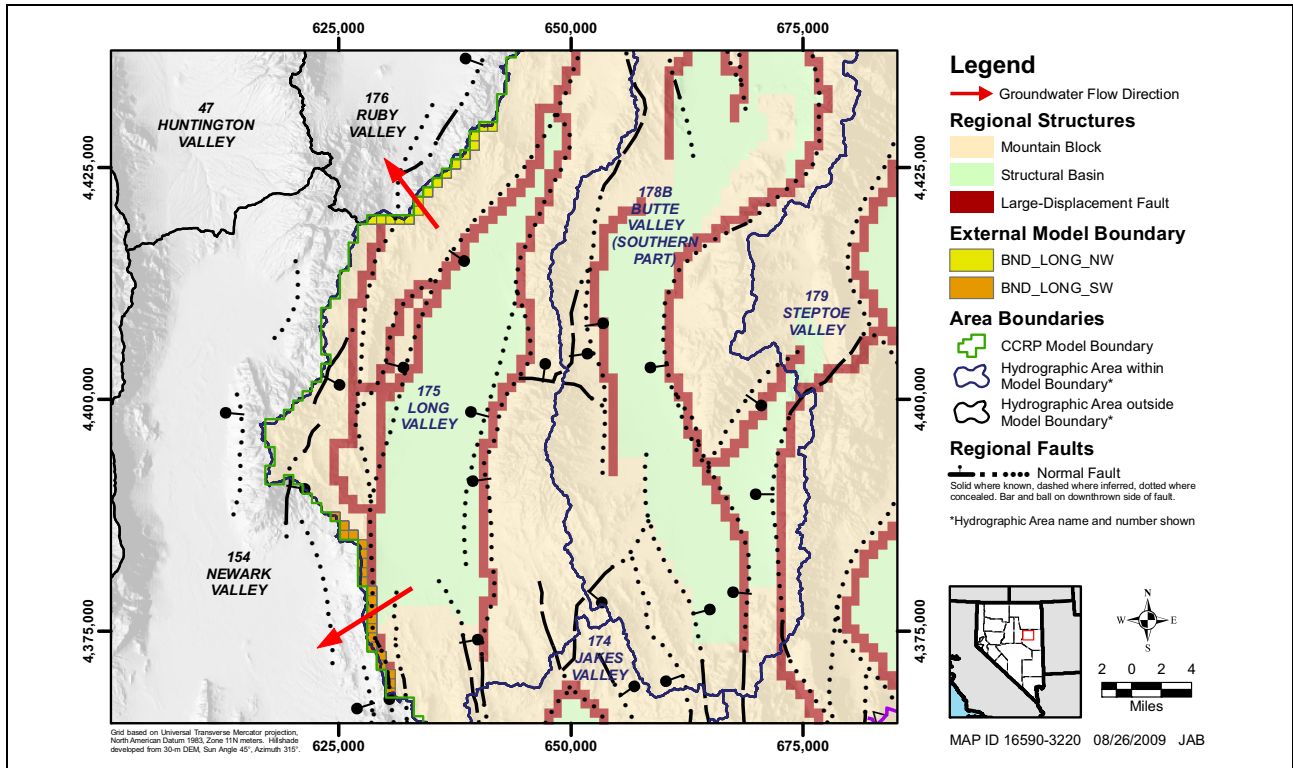 625,000
650,000
675,000
47
HUNTINGTON
VALLEY
176
RUBY
VALLEY
4,425,000
4,425,000
178B
BUTTE
VALLEY
(SOUTHERN
PART)
179
STEPTOE
VALLEY
175
LONG
VALLEY
4,400,000
4,400,000
154
NEWARK
VALLEY
174
JAKES
VALLEY
4,375,000
4,375,000
625,000
650,000
675,000
Grid based on Universal Transverse Mercator projection,
North American Datum 1983, Zone 11N meters. Hillshade
developed from 30-m DEM, Sun Angle 45°, Azimuth 315°.
Legend
Groundwater Flow Direction
Regional Structures
Mountain Block
Structural Basin
Large-Displacement Fault
External Model Boundary
BND_LONG_NW
BND_LONG_SW
Area Boundaries
CCRP Model Boundary
Hydrographic Area within
Model Boundary*
Hydrographic Area outside
Model Boundary*
Regional Faults
Normal Fault
Solid where known, dashed where inferred, dotted where
concealed. Bar and ball on downthrown side of fault.
*Hydrographic Area name and number shown
N
W E
S
2 0 2 4
Miles
MAP ID 16590-3220 08/26/2009 JAB